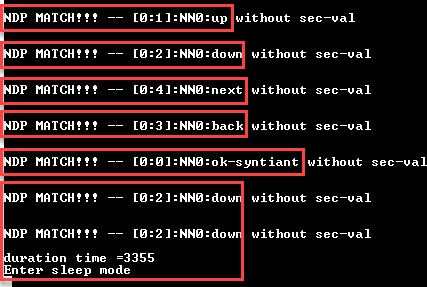 NDP MATCH!!! -- [0:1]:NN0:up without sec-val
NDP MATCH!!! -- [0:2]:NN0:down without sec-val
NDP MATCH!!! -- [0:4]:NN0:next without sec-val
NDP MATCH!!! -- [0:3]:NN0:back without sec-val
NDP MATCH!!! -- [0:0]:NN0:ok-syntiant without sec-val
NDP MATCH!!! -- [0:2]:NN0:down without sec-val
NDP MATCH!!! -- [0:2]:NN0:down without sec-val
duration time =3355
Enter sleep mode